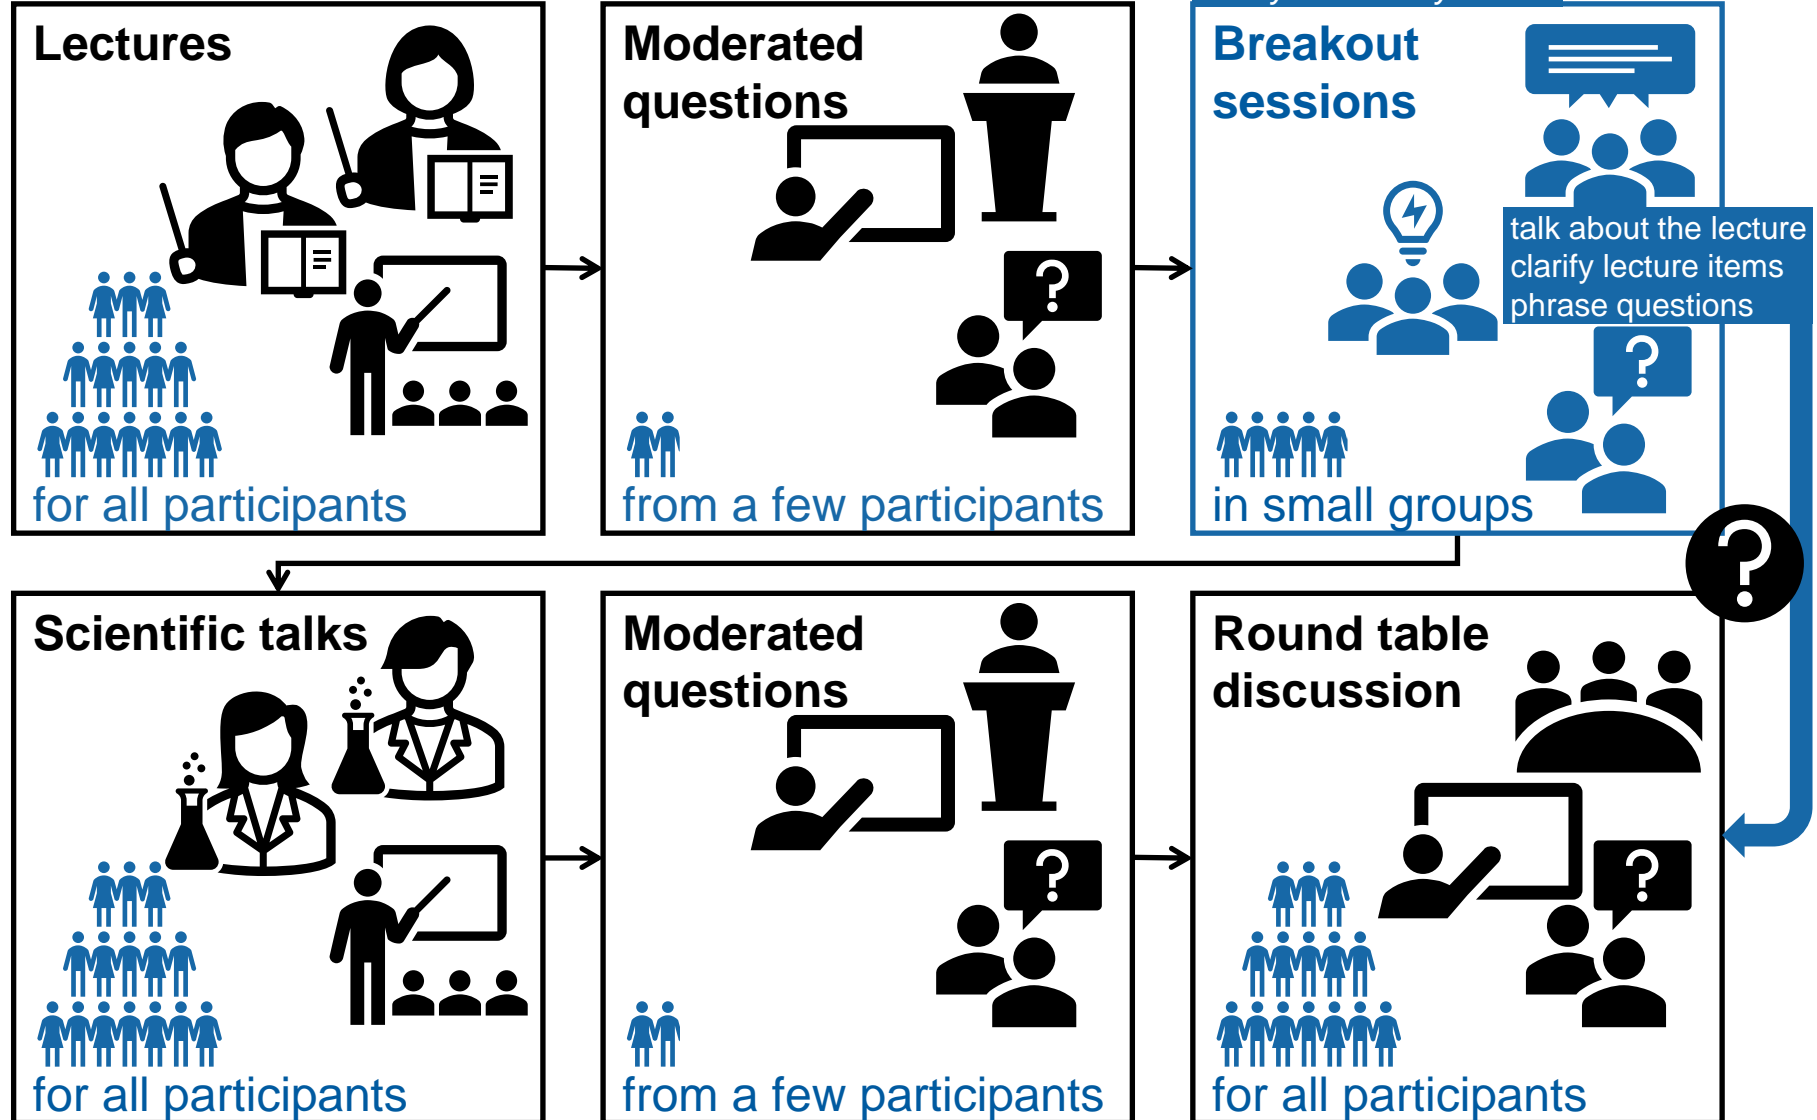 Lectures
for all participants
Moderated
questions
from a few participants
Breakout
sessions
talk about the lecture
clarify lecture items
phrase questions
in small groups
?
?
?
Scientific talks
for all participants
Moderated
questions
?
from a few participants
Round table
discussion
?
for all participants